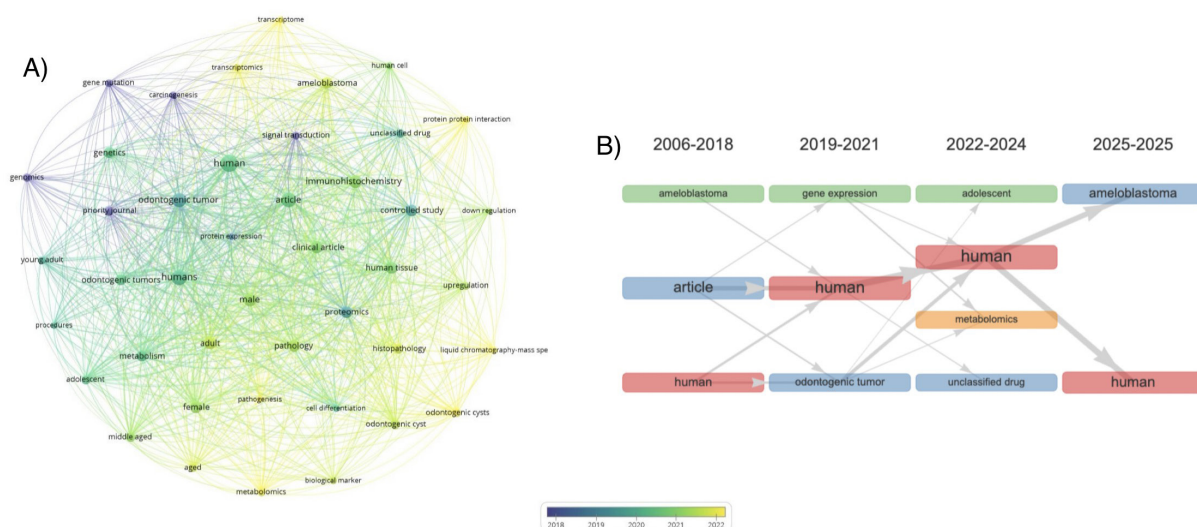 transcriptome
A)
transcriptomics
human cell
gene mutation
ameloblastoma
carcinogenesis
protein protein interaction
signal transduction
unclassified drug
genetics
human
genomics
immunohistochemistry
odontogenic tumor
article
priority journal
controlled study
down regulation
protein expression
clinical article
young adult
human tissue
odontogenic tumors
humans
upregulation
male
proteomics
procedures
adult
pathology
histopathology
liquid chromatography-mass spe
metabolism
adolescent
pathogenesis
female
cell differentiation
odontogenic cysts
odontogenic cyst
middle aged
aged
biological marker
metabolomics
2018 2019 2020 2021 2022
B)
2006-2018 2019-2021 2022-2024 2025-2025
ameloblastoma gene expression adolescent ameloblastoma
human
article human
metabolomics
human odontogenic tumor unclassified drug human